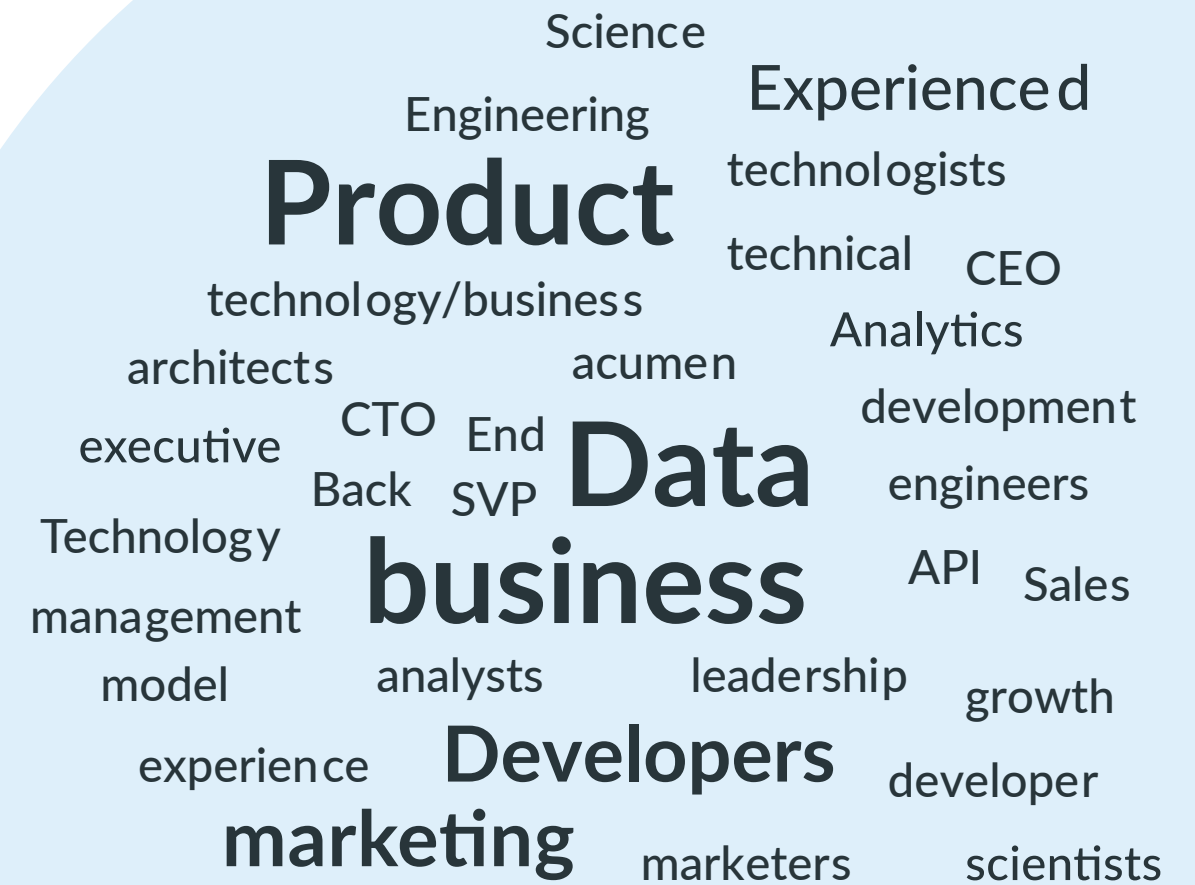 Science
Experienced
Engineering
technologists
Product
technical
CEO
technology/business
Analytics
architects
acumen
development
CTO
End
executive
Data
Back
SVP
engineers
Technology
business
API
Sales
management
model
analysts
leadership
growth
experience
Developers
developer
marketing
marketers
scientists